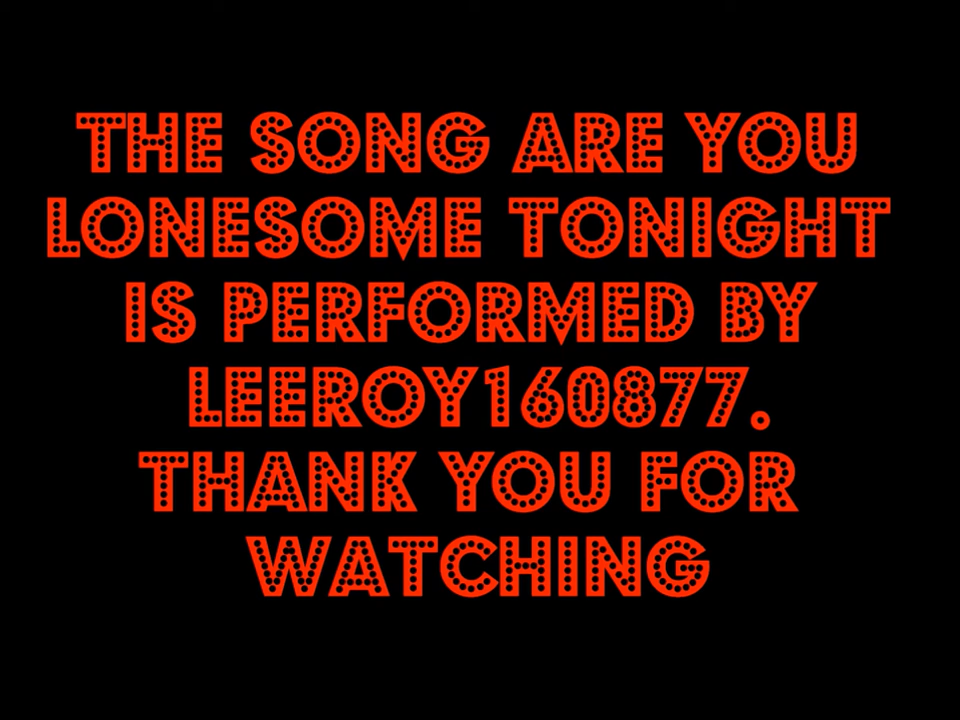 THE SONG ARE YOU
LONESOME TONIGHT
IS PERFORMED BY
LEEROY160877.
THANK YOU FOR
WATCHING